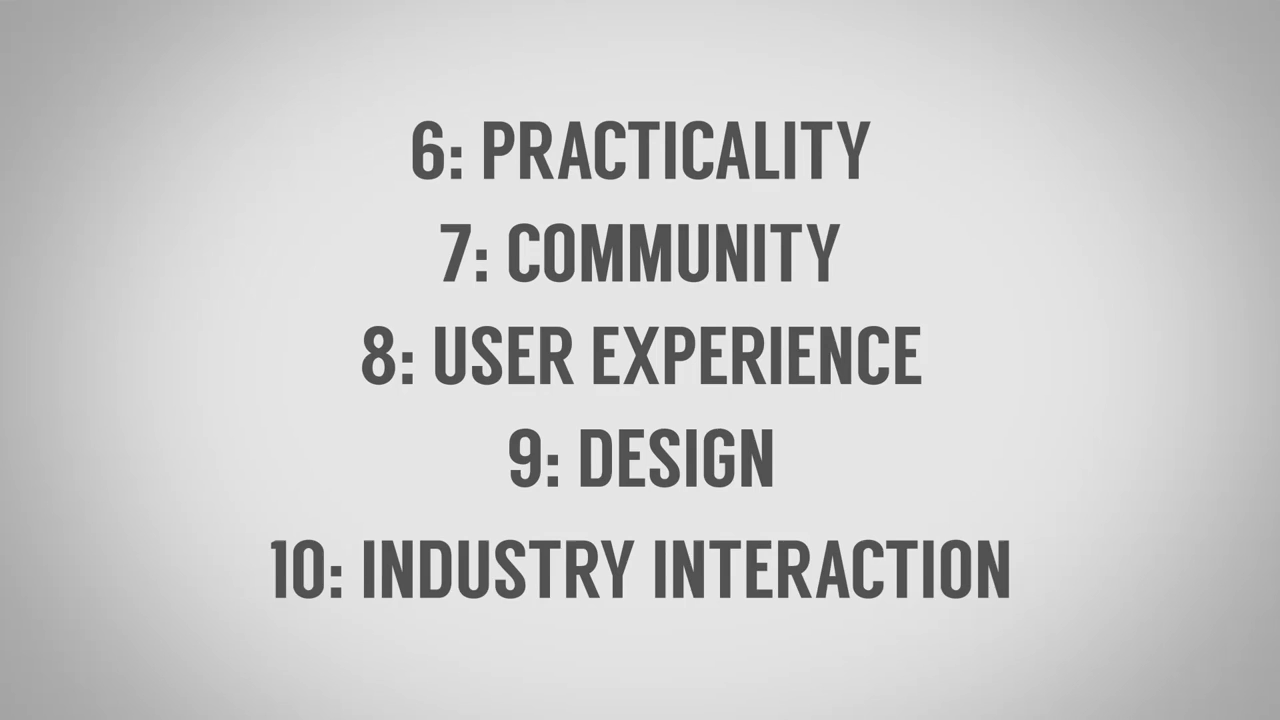 6: PRACTICALITY
7: COMMUNITY
8: USER EXPERIENCE
9: DESIGN
10: INDUSTRY INTERACTION